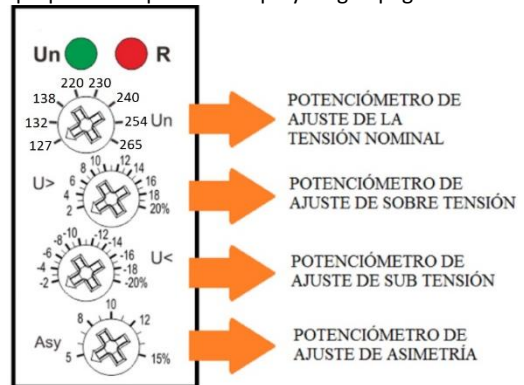 Un R
220 230
138 240
132 254 Un
127 265
POTENCIÓMETRO DE
AJUSTE DE LA
TENSIÓN NOMINAL
U>
10 12
8 14
6 16
4 18
2 20%
POTENCIÓMETRO DE
AJUSTE DE SOBRE TENSIÓN
U<
-10 -12
-8 -14
-6 -16
-4 -18
-2 -20%
POTENCIÓMETRO DE
AJUSTE DE SUB TENSIÓN
Asy
10
8 12
5 15%
POTENCIÓMETRO DE
AJUSTE DE ASIMETRÍA